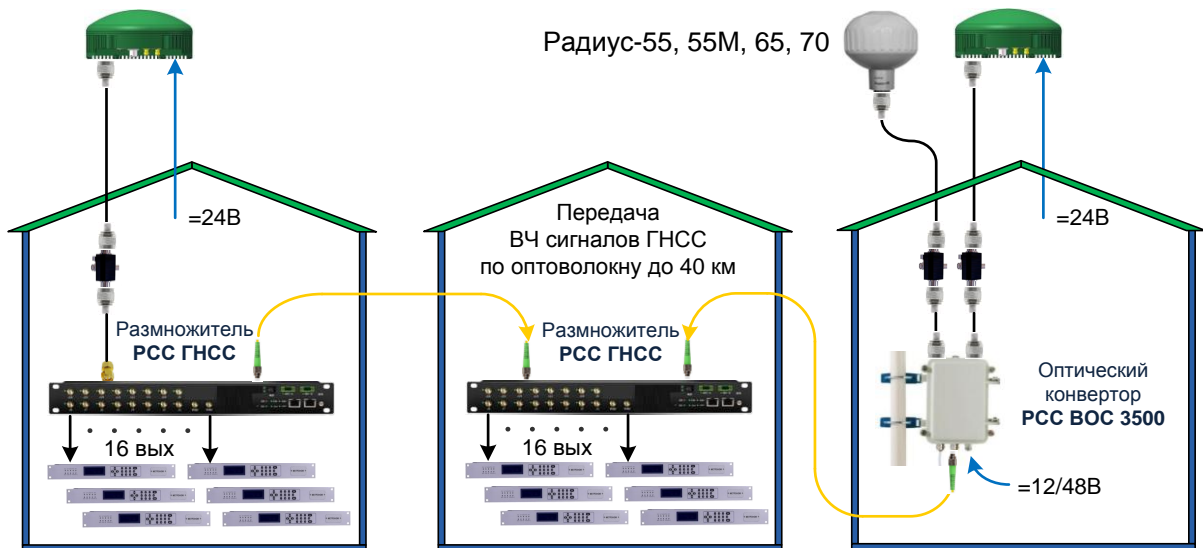 Радиус-55, 55М, 65, 70
=24В
Размножитель
РСС ГНСС
16 вых
Передача
ВЧ сигналов ГНСС
по оптоволокну до 40 км
Размножитель
РСС ГНСС
16 вых
=24В
Оптический
конвертор
РСС ВОС 3500
=12/48В